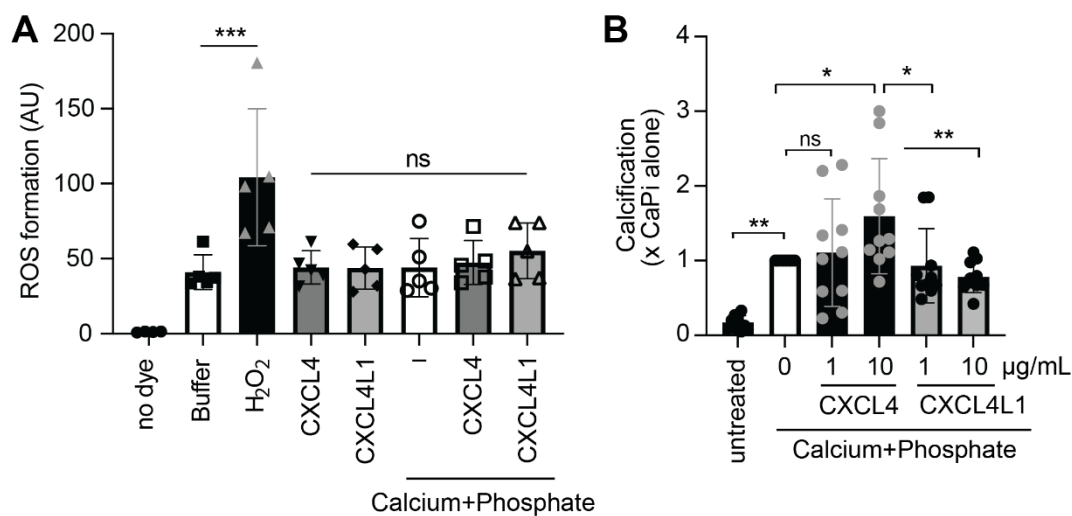 A
ROS formation (AU)
200
150
100
50
0
***
ns
no dye
Buffer
H₂O₂
CXCL4
CXCL4L1
–
CXCL4
CXCL4L1
Calcium+Phosphate
B
Calcification
(x CaPi alone)
4
3
2
1
0
**
ns
*
*
**
untreated
0 1 10 1 10 µg/mL
CXCL4 CXCL4L1
Calcium+Phosphate